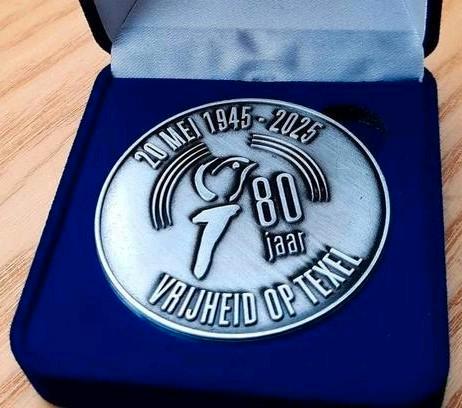 20 MEI 1945 - 2025
80
jaar
VRIJHEID OP TEXEL